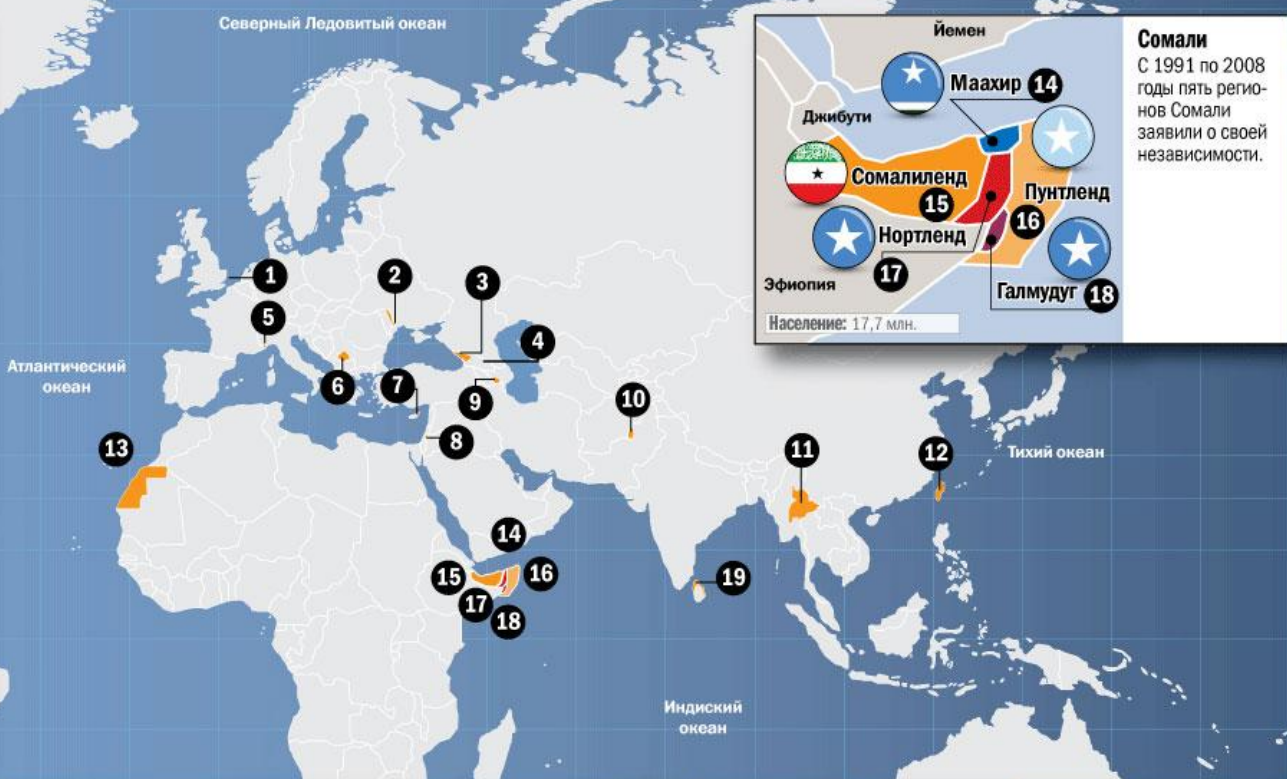 Северный Ледовитый океан
Йемен
Маахир 14
Джибути
Сомалиленд
15
Пунтленд
16
Нортленд
17
Эфиопия
Галмудуг 18
Население: 17,7 млн.
Сомали
С 1991 по 2008
годы пять регио-
нов Сомали
заявили о своей
независимости.
1
2
3
4
5
6
7
8
9
Атлантический
океан
10
11
12
13
Тихий океан
14
15
16
17
18
19
Индиский
океан